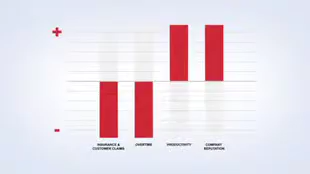 +
-
INSURANCE &
CUSTOMER CLAIMS
OVERTIME
PRODUCTIVITY
COMPANY
REPUTATION